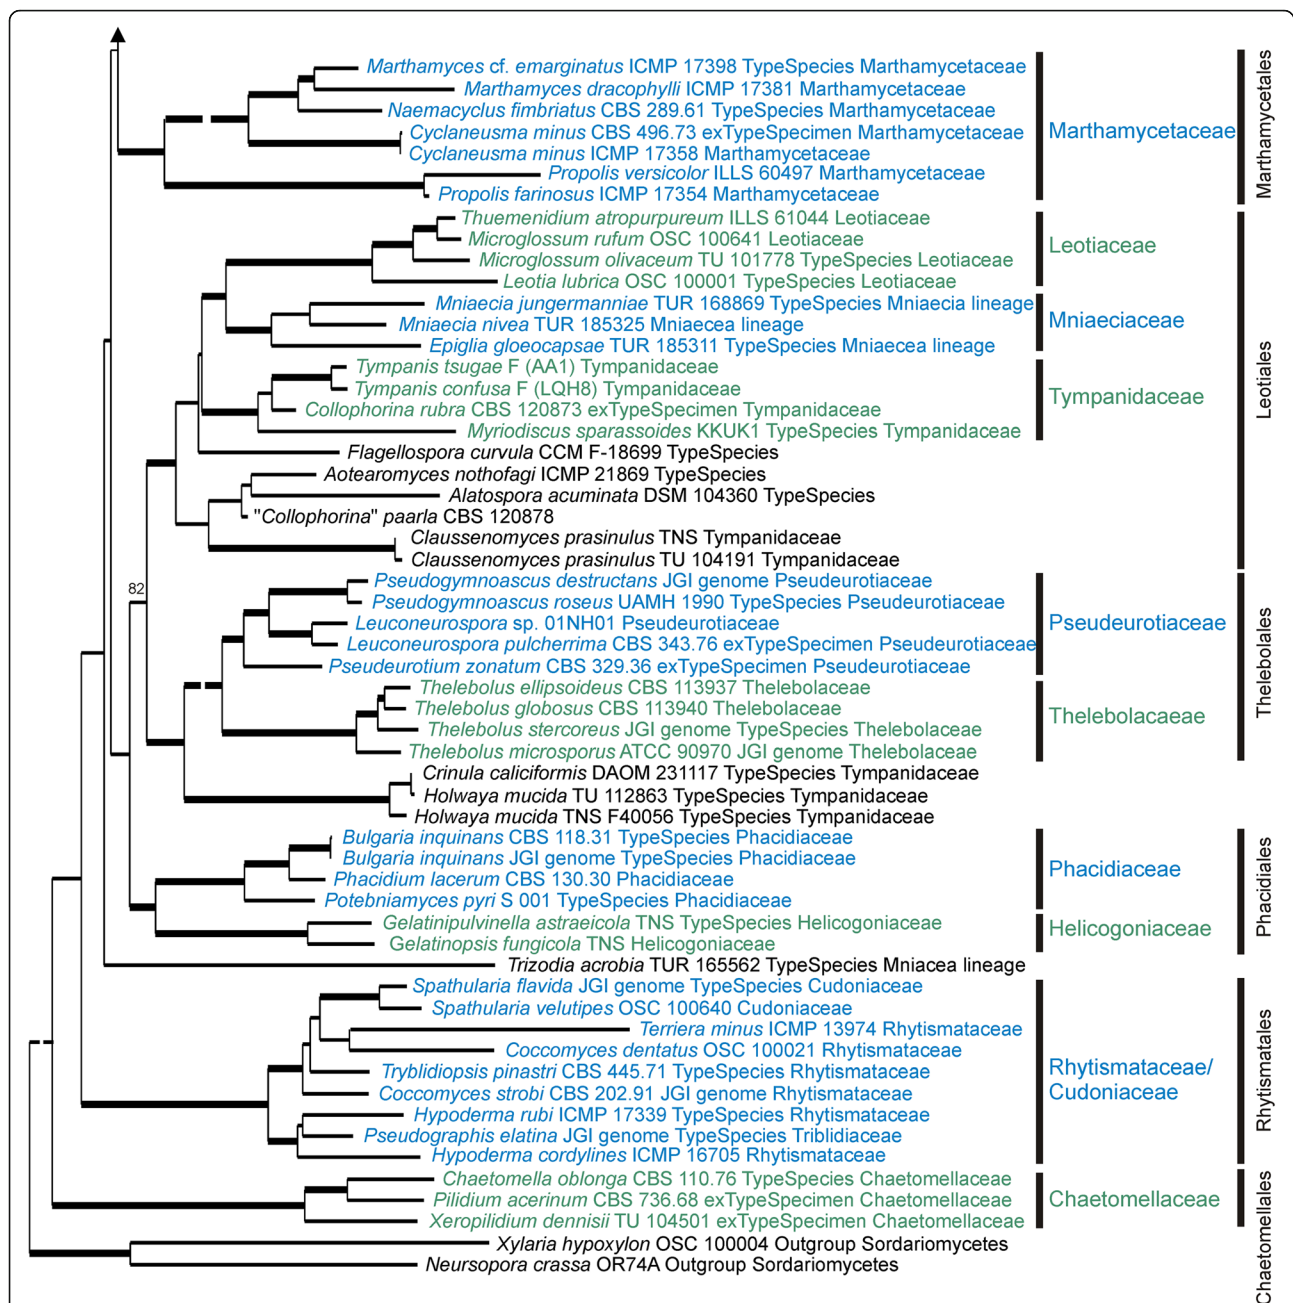 Marthamyces cf. emarginatus ICMP 17398 TypeSpecies Marthamycetaceae
Marthamyces dracophylli ICMP 17381 Marthamycetaceae
Naemacyclus fimbriatus CBS 289.61 TypeSpecies Marthamycetaceae
Cyclaneusma minus CBS 496.73 exTypeSpecimen Marthamycetaceae
Cyclaneusma minus ICMP 17358 Marthamycetaceae
Propolis versicolor ILLS 60497 Marthamycetaceae
Propolis farinosus ICMP 17354 Marthamycetaceae
Marthamycetaceae
Marthamycetales
Thuemenidium atropurpureum ILLS 61044 Leotiaceae
Microglossum rufum OSC 100641 Leotiaceae
Microglossum olivaceum TU 101778 TypeSpecies Leotiaceae
Leotia lubrica OSC 100001 TypeSpecies Leotiaceae
Leotiaceae
Mniaecia jungermanniae TUR 168869 TypeSpecies Mniaecia lineage
Mniaecia nivea TUR 185325 Mniaecea lineage
Epiglia gloeocapsae TUR 185311 TypeSpecies Mniaecea lineage
Mniaeciaceae
Tympanis tsugae F (AA1) Tympanidaceae
Tympanis confusa F (LQH8) Tympanidaceae
Collophorina rubra CBS 120873 exTypeSpecimen Tympanidaceae
Myriodiscus sparassoides KKUK1 TypeSpecies Tympanidaceae
Tympanidaceae
Flagellospora curvula CCM F-18699 TypeSpecies
Aotearomyces nothofagi ICMP 21869 TypeSpecies
Alatospora acuminata DSM 104360 TypeSpecies
"Collophorina" paarla CBS 120878
Claussenomyces prasinulus TNS Tympanidaceae
Claussenomyces prasinulus TU 104191 Tympanidaceae
Leotiales
82
Pseudogymnoascus destructans JGI genome Pseudeurotiaceae
Pseudogymnoascus roseus UAMH 1990 TypeSpecies Pseudeurotiaceae
Leuconeurospora sp. 01NH01 Pseudeurotiaceae
Leuconeurospora pulcherrima CBS 343.76 exTypeSpecimen Pseudeurotiaceae
Pseudeurotium zonatum CBS 329.36 exTypeSpecimen Pseudeurotiaceae
Pseudeurotiaceae
Thelebolus ellipsoideus CBS 113937 Thelebolaceae
Thelebolus globosus CBS 113940 Thelebolaceae
Thelebolus stercoreus JGI genome TypeSpecies Thelebolaceae
Thelebolus microsporus ATCC 90970 JGI genome Thelebolaceae
Thelebolacaeae
Thelebolales
Crinula caliciformis DAOM 231117 TypeSpecies Tympanidaceae
Holwaya mucida TU 112863 TypeSpecies Tympanidaceae
Holwaya mucida TNS F40056 TypeSpecies Tympanidaceae
Bulgaria inquinans CBS 118.31 TypeSpecies Phacidiaceae
Bulgaria inquinans JGI genome TypeSpecies Phacidiaceae
Phacidium lacerum CBS 130.30 Phacidiaceae
Potebniamyces pyri S 001 TypeSpecies Phacidiaceae
Phacidiaceae
Gelatinipulvinella astraeicola TNS TypeSpecies Helicogoniaceae
Gelatinopsis fungicola TNS Helicogoniaceae
Helicogoniaceae
Phacidiales
Trizodia acrobia TUR 165562 TypeSpecies Mniacea lineage
Spathularia flavida JGI genome TypeSpecies Cudoniaceae
Spathularia velutipes OSC 100640 Cudoniaceae
Terriera minus ICMP 13974 Rhytismataceae
Coccomyces dentatus OSC 100021 Rhytismataceae
Tryblidiopsis pinastri CBS 445.71 TypeSpecies Rhytismataceae
Coccomyces strobi CBS 202.91 JGI genome Rhytismataceae
Hypoderma rubi ICMP 17339 TypeSpecies Rhytismataceae
Pseudographis elatina JGI genome TypeSpecies Triblidiaceae
Hypoderma cordylines ICMP 16705 Rhytismataceae
Rhytismataceae/
Cudoniaceae
Rhytismatales
Chaetomella oblonga CBS 110.76 TypeSpecies Chaetomellaceae
Pilidium acerinum CBS 736.68 exTypeSpecimen Chaetomellaceae
Xeropilidium dennisii TU 104501 exTypeSpecimen Chaetomellaceae
Chaetomellaceae
Chaetomellales
Xylaria hypoxylon OSC 100004 Outgroup Sordariomycetes
Neursopora crassa OR74A Outgroup Sordariomycetes